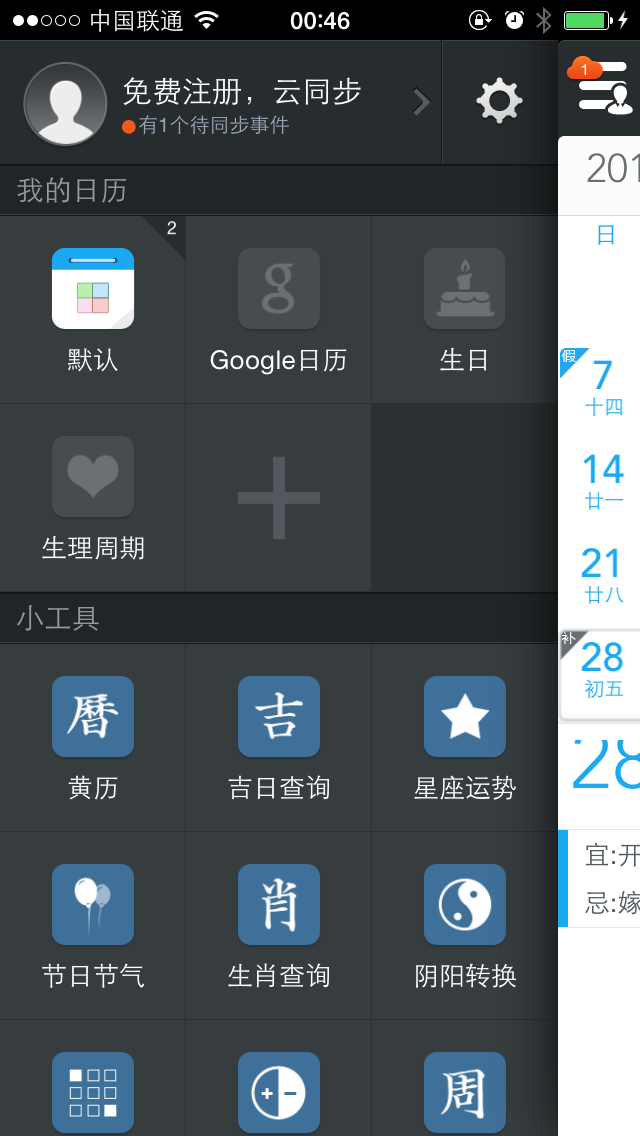 中国联通 00:46
免费注册，云同步
有1个待同步事件
1
201
我的日历
日
2
默认
Google日历
生日
假
7
十四
14
廿一
生理周期
21
廿八
小工具
补
28
初五
曆
吉
黄历
吉日查询
星座运势
28
宜:开
忌:嫁
肖
节日节气
生肖查询
阴阳转换
周